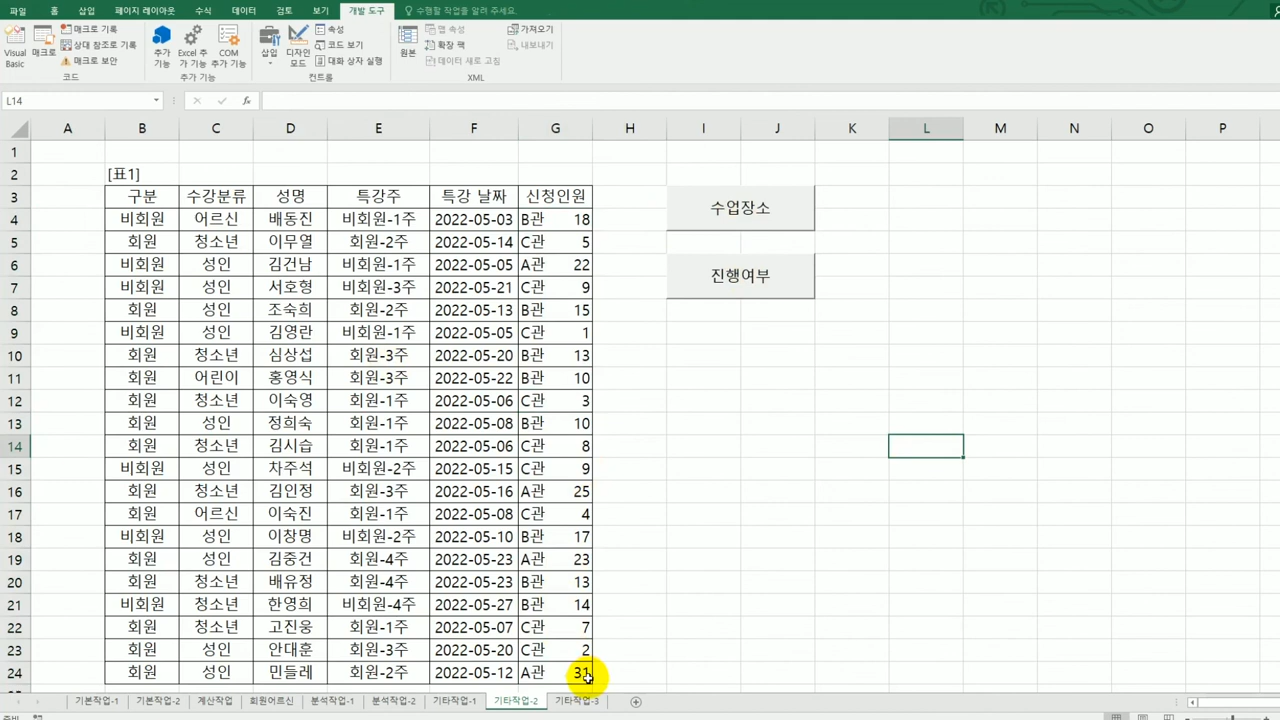 파일 홈 삽입 페이지 레이아웃 수식 데이터 검토 보기 개발 도구 수행할 작업을 알려 주세요.
Visual Basic 매크로 매크로 기록 상대 참조로 기록 매크로 보안 추가 기능 Excel 추가 기능 COM 추가 기능 삽입 디자인 모드 속성 코드 보기 대화 상자 실행 원본 맵 속성 확장 팩 데이터 새로 고침 가져오기 내보내기
코드 추가 기능 컨트롤 XML
L14 fx
A B C D E F G H I J K L M N O P
1
2 [표1]
3 구분 수강분류 성명 특강주 특강 날짜 신청인원
4 비회원 어르신 배동진 비회원-1주 2022-05-03 B관 18
5 회원 청소년 이무열 회원-2주 2022-05-14 C관 5
6 비회원 성인 김건남 비회원-1주 2022-05-05 A관 22
7 비회원 성인 서호형 비회원-3주 2022-05-21 C관 9
8 회원 성인 조숙희 회원-2주 2022-05-13 B관 15
9 비회원 성인 김영란 비회원-1주 2022-05-05 C관 1
10 회원 청소년 심상섭 회원-3주 2022-05-20 B관 13
11 회원 어린이 홍영식 회원-3주 2022-05-22 B관 10
12 회원 청소년 이숙영 회원-1주 2022-05-06 C관 3
13 회원 성인 정희숙 회원-1주 2022-05-08 B관 10
14 회원 청소년 김시습 회원-1주 2022-05-06 C관 8
15 비회원 성인 차주석 비회원-2주 2022-05-15 C관 9
16 회원 청소년 김인정 회원-3주 2022-05-16 A관 25
17 회원 어르신 이숙진 회원-1주 2022-05-08 C관 4
18 비회원 성인 이창명 비회원-2주 2022-05-10 B관 17
19 회원 성인 김중건 회원-4주 2022-05-23 A관 23
20 회원 청소년 배유정 회원-4주 2022-05-23 B관 13
21 비회원 청소년 한영희 비회원-4주 2022-05-27 B관 14
22 회원 청소년 고진웅 회원-1주 2022-05-07 C관 7
23 회원 성인 안대훈 회원-3주 2022-05-20 C관 2
24 회원 성인 민들레 회원-2주 2022-05-12 A관 31
수업장소
진행여부
기본작업-1 기본작업-2 계산작업 회원어르신 분석작업-1 분석작업-2 기타작업-1 기타작업-2 기타작업-3